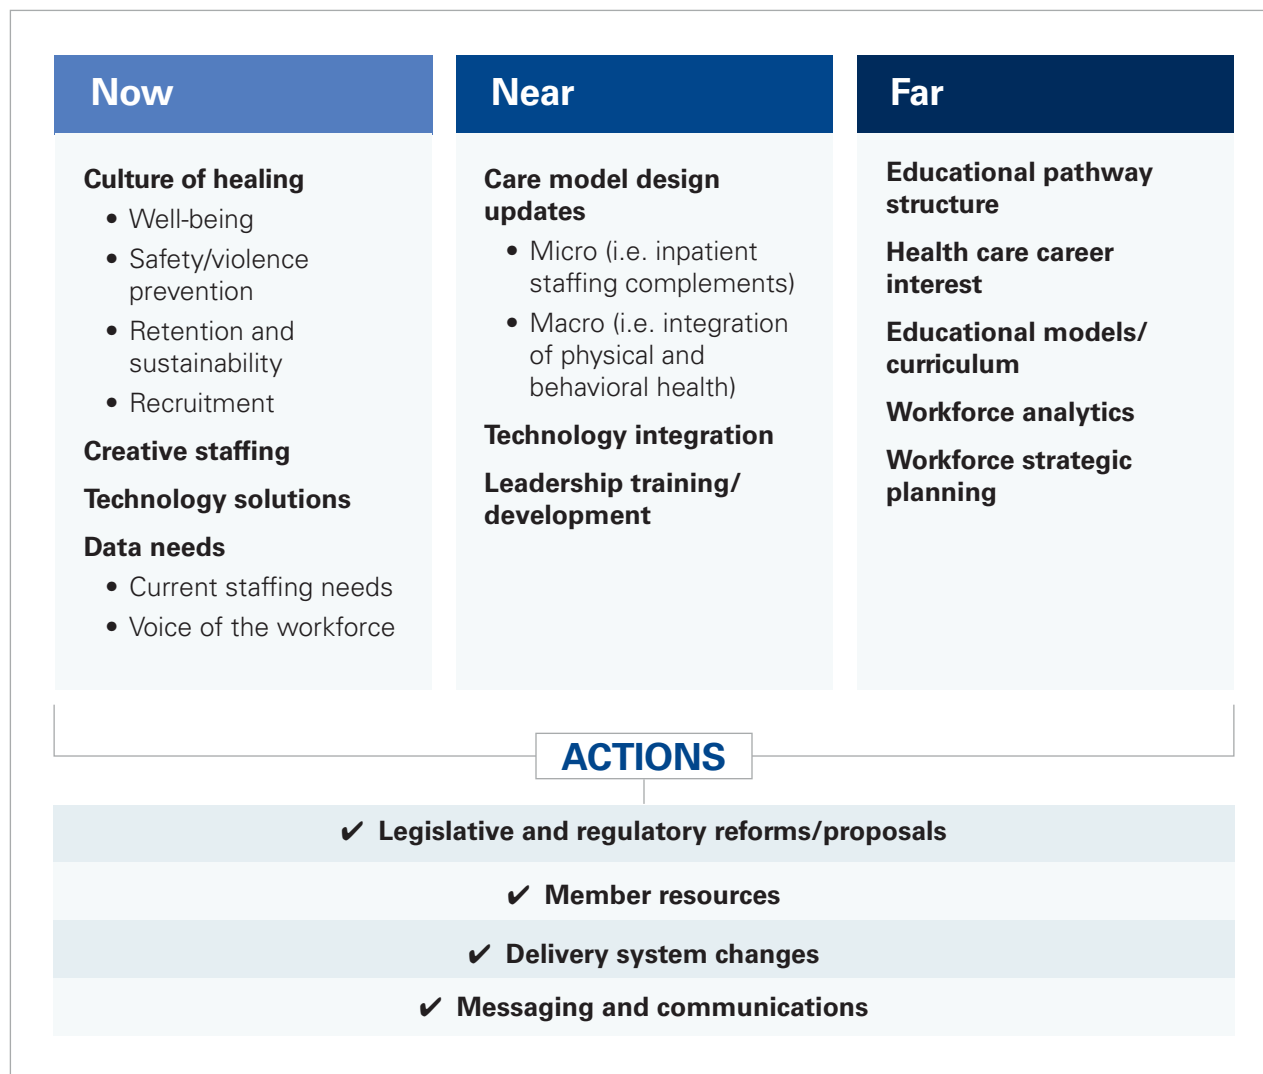 Now
Culture of healing
• Well-being
• Safety/violence
prevention
• Retention and
sustainability
• Recruitment
Creative staffing
Technology solutions
Data needs
• Current staffing needs
• Voice of the workforce
Near
Care model design
updates
• Micro (i.e. inpatient
staffing complements)
• Macro (i.e. integration
of physical and
behavioral health)
Technology integration
Leadership training/
development
Far
Educational pathway
structure
Health care career
interest
Educational models/
curriculum
Workforce analytics
Workforce strategic
planning
ACTIONS
✔ Legislative and regulatory reforms/proposals
✔ Member resources
✔ Delivery system changes
✔ Messaging and communications